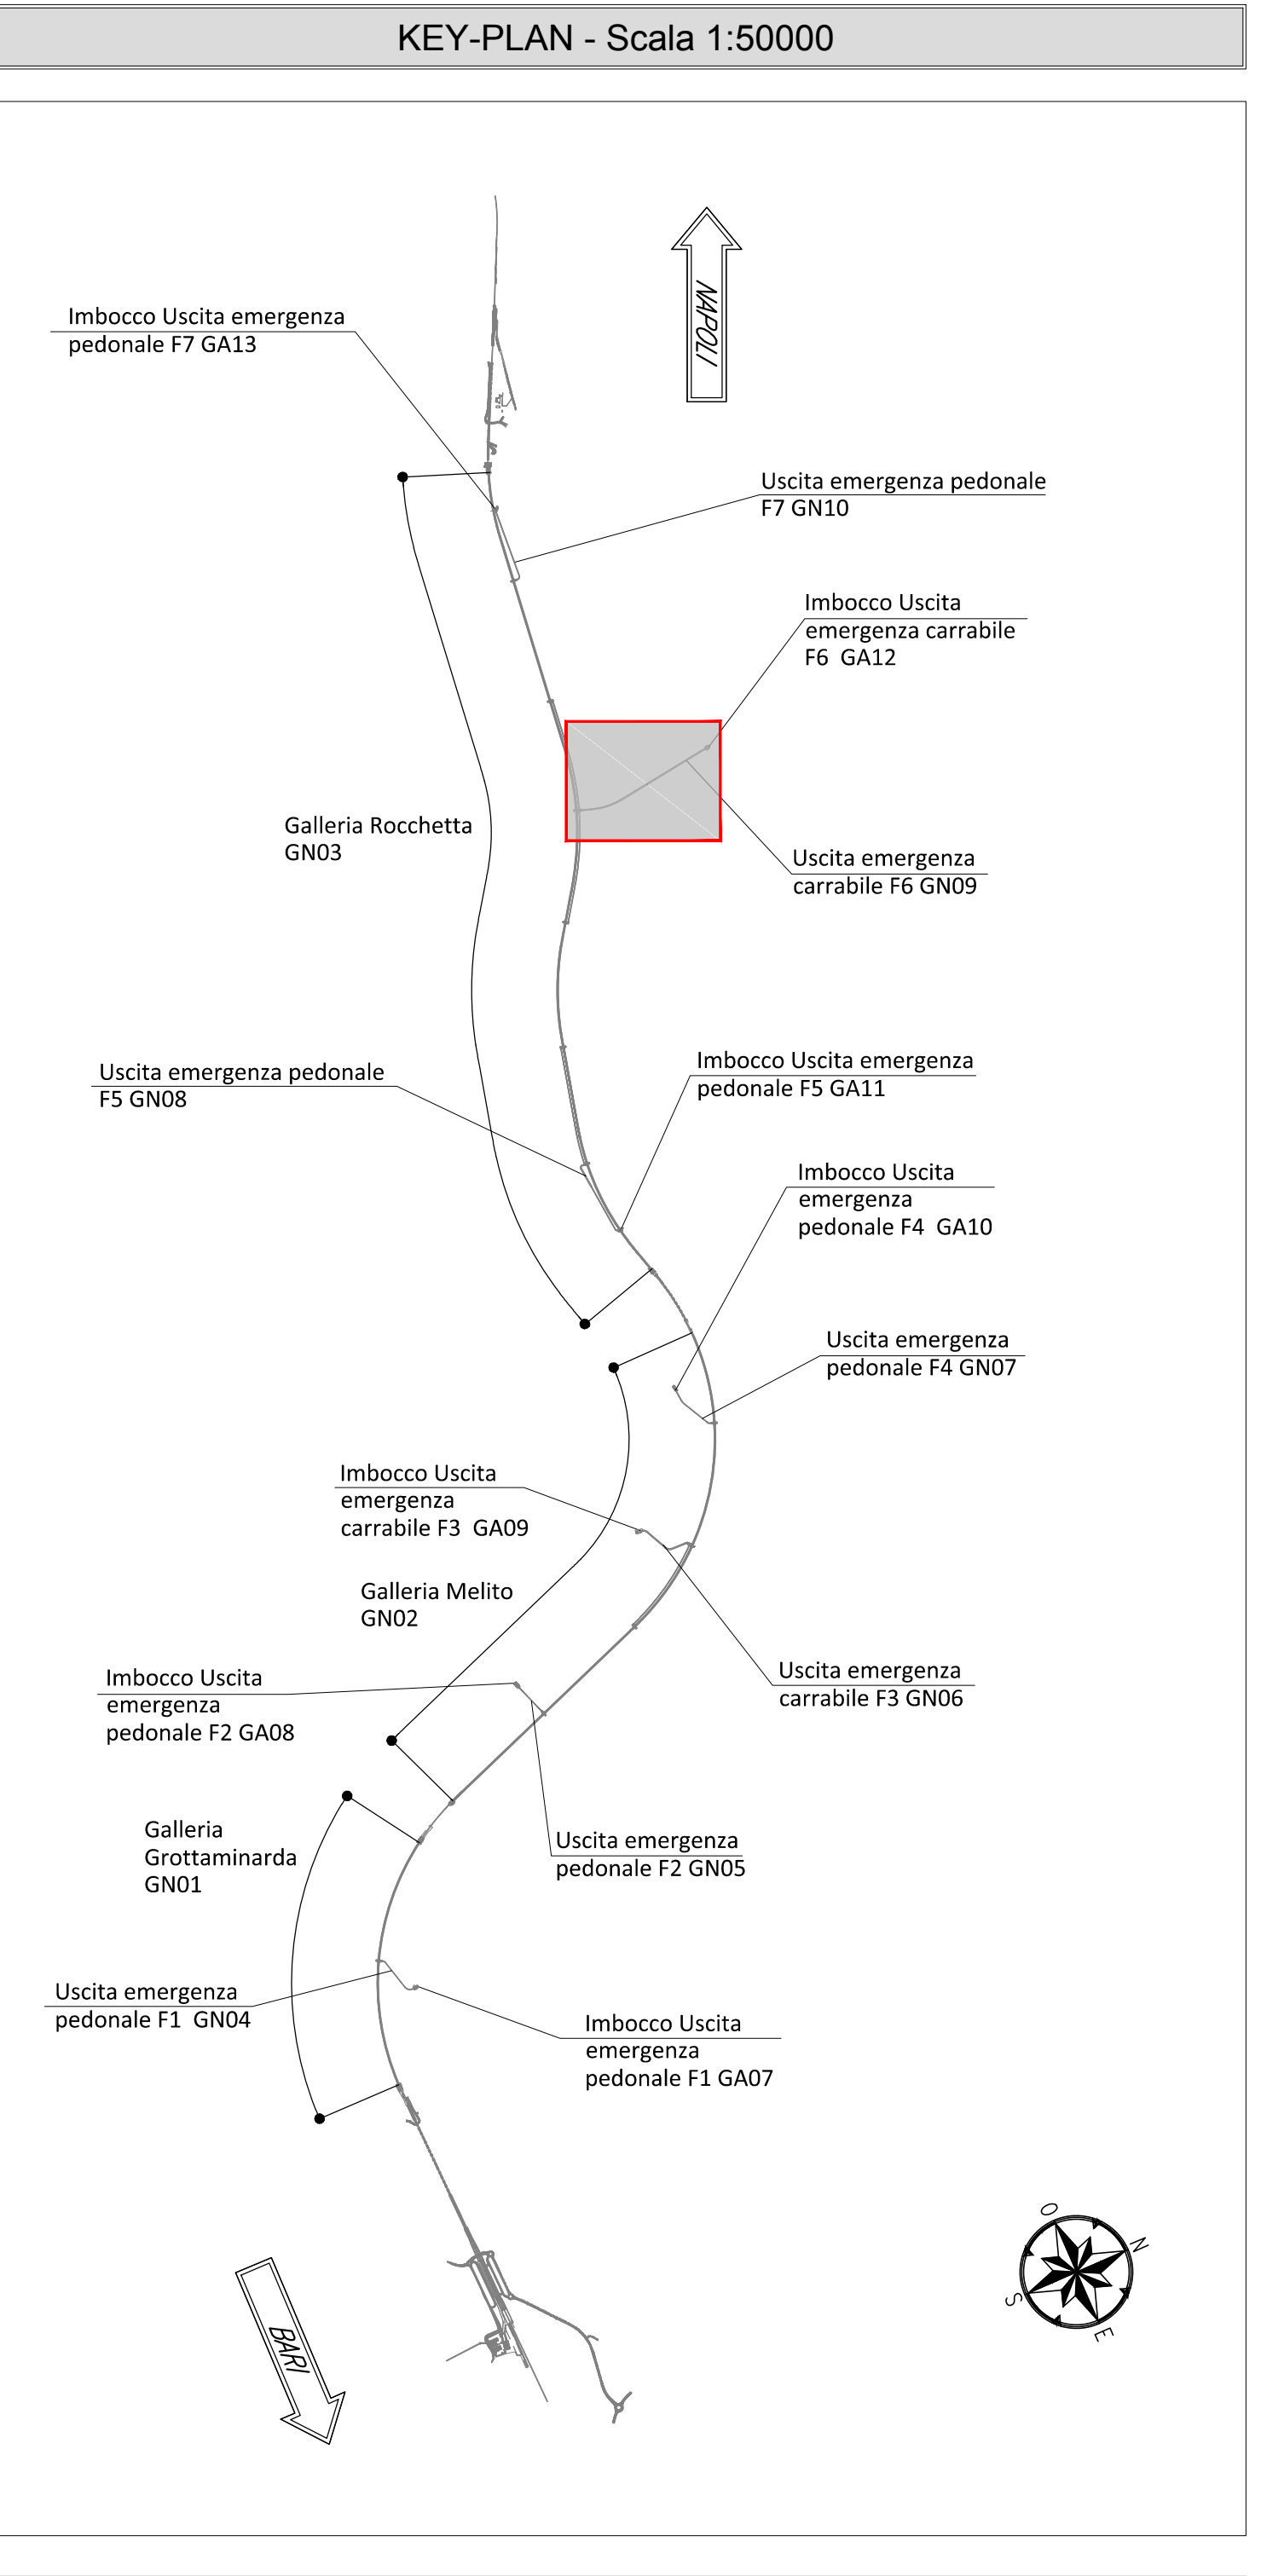 KEY-PLAN - Scala 1:50000
NAPOLI
Imbocco Uscita emergenza
pedonale F7 GA13
Uscita emergenza pedonale
F7 GN10
Imbocco Uscita
emergenza carrabile
F6 GA12
Galleria Rocchetta
GN03
Uscita emergenza
carrabile F6 GN09
Uscita emergenza pedonale
F5 GN08
Imbocco Uscita emergenza
pedonale F5 GA11
Imbocco Uscita
emergenza
pedonale F4 GA10
Uscita emergenza
pedonale F4 GN07
Imbocco Uscita
emergenza
carrabile F3 GA09
Galleria Melito
GN02
Uscita emergenza
carrabile F3 GN06
Imbocco Uscita
emergenza
pedonale F2 GA08
Galleria
Grottaminarda
GN01
Uscita emergenza
pedonale F2 GN05
Uscita emergenza
pedonale F1 GN04
Imbocco Uscita
emergenza
pedonale F1 GA07
O
N
S
E
BARI